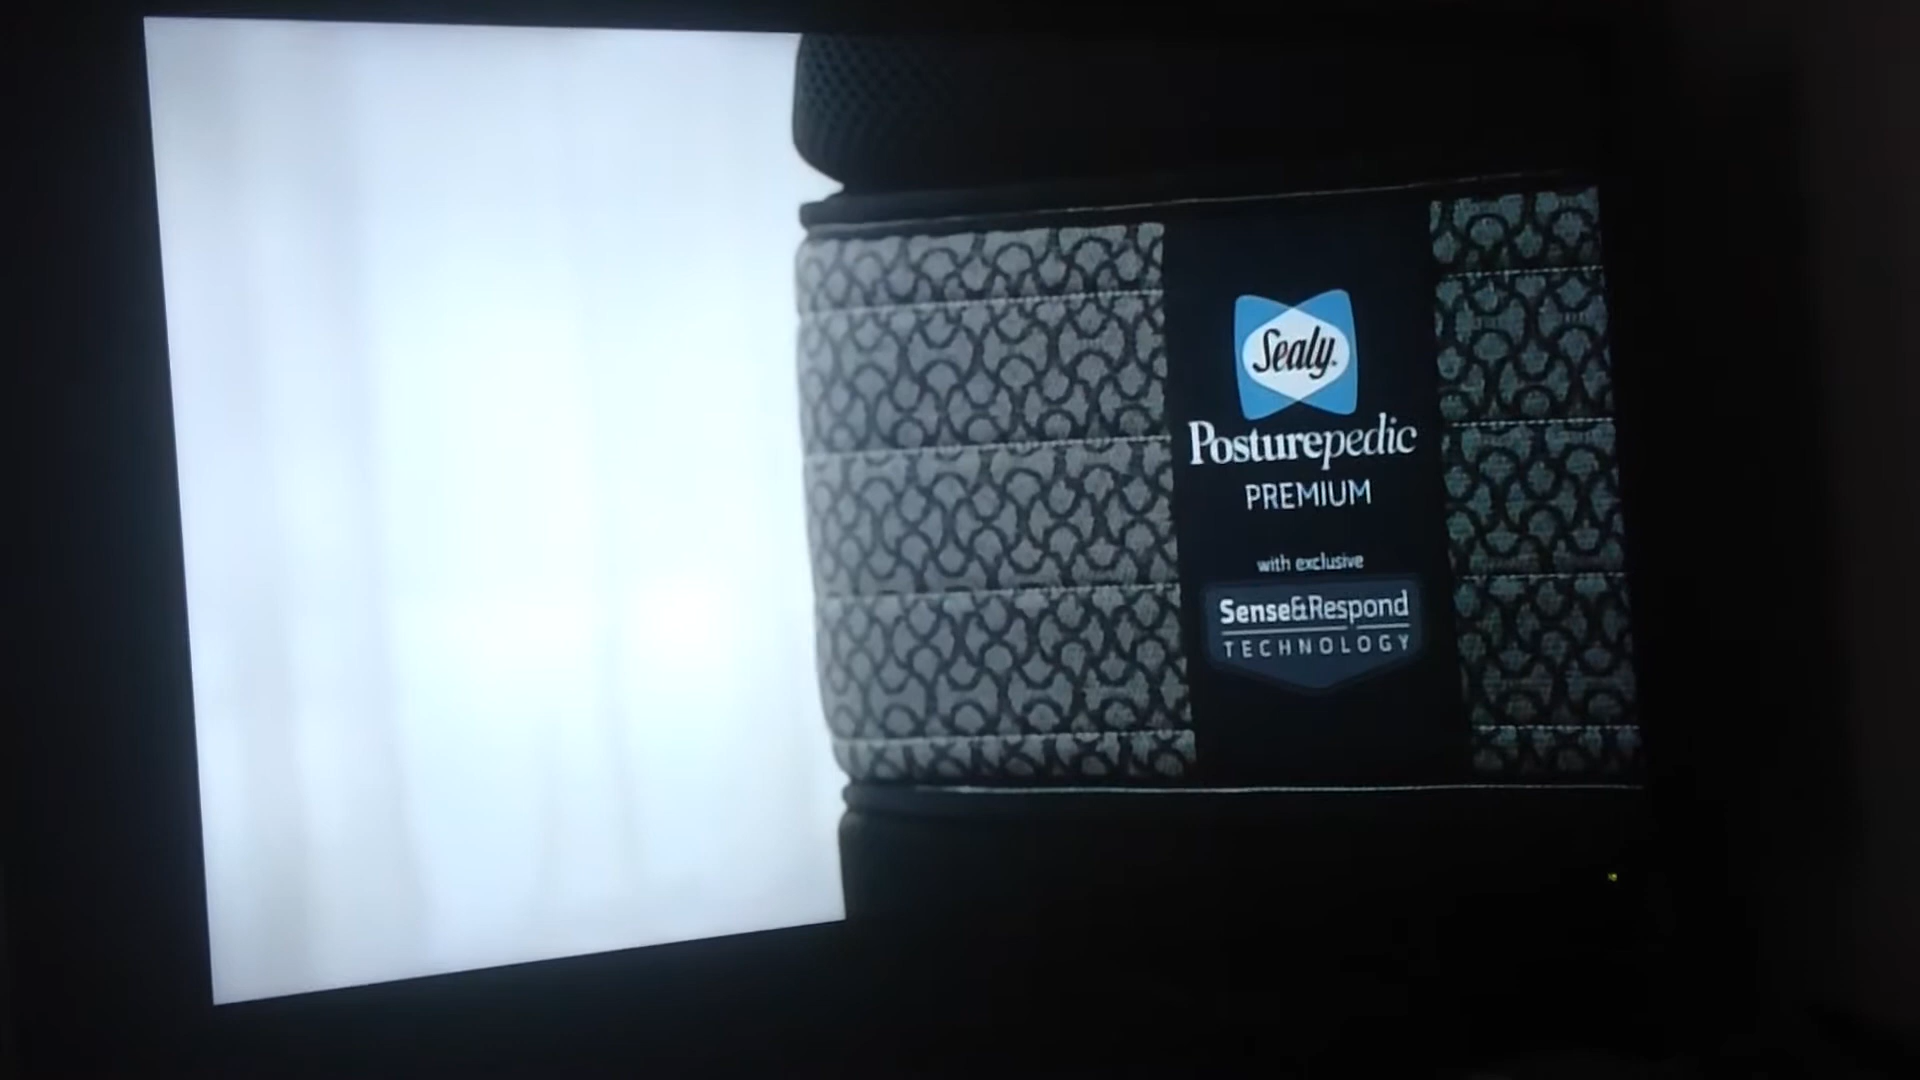 Sealy
Posturepedic
PREMIUM
with exclusive
Sense&Respond
TECHNOLOGY